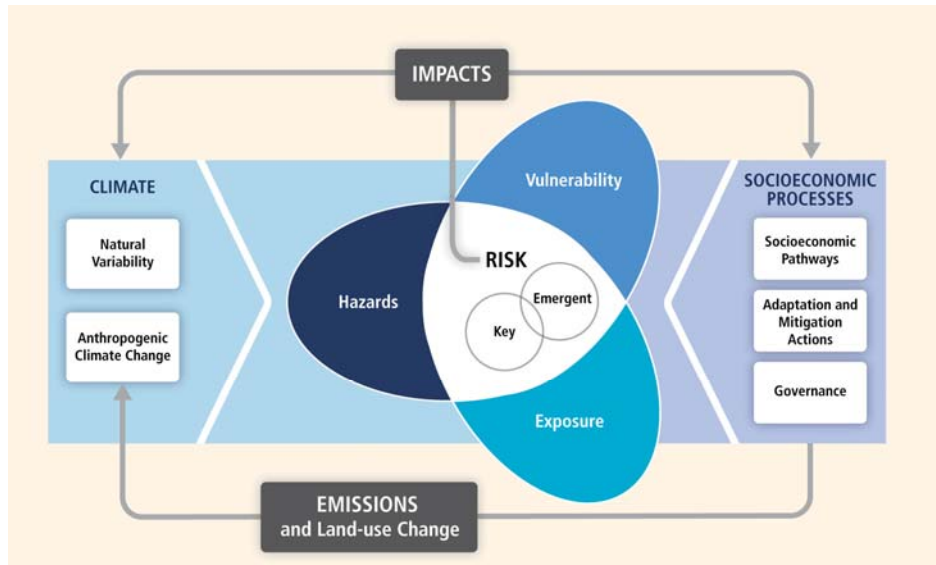 IMPACTS
CLIMATE
Natural
Variability
Anthropogenic
Climate Change
Vulnerability
Hazards
RISK
Emergent
Key
Exposure
SOCIOECONOMIC
PROCESSES
Socioeconomic
Pathways
Adaptation and
Mitigation
Actions
Governance
EMISSIONS
and Land-use Change